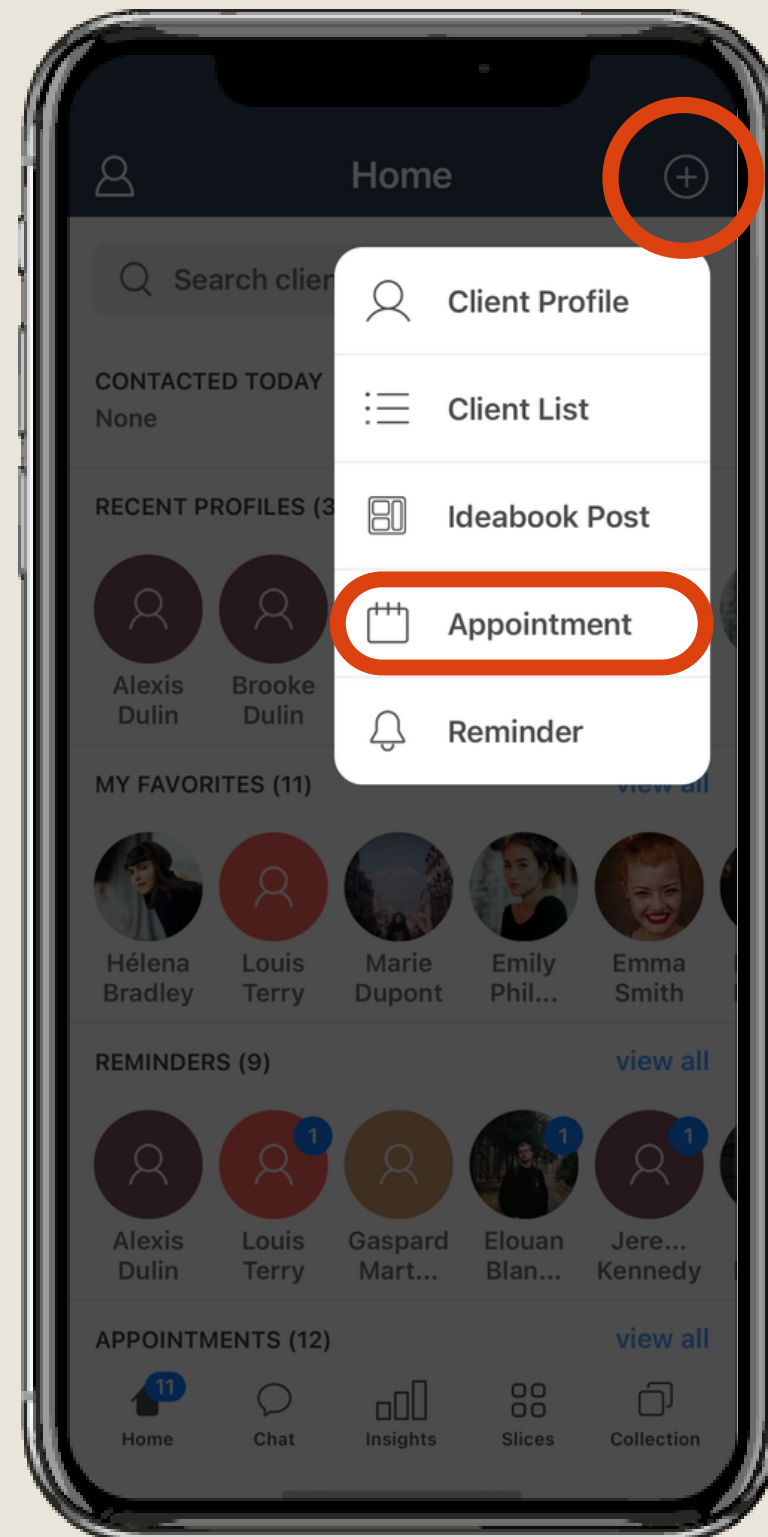 Home
Search clien
Client Profile
CONTACTED TODAY
None
Client List
RECENT PROFILES (3
Ideabook Post
Appointment
Reminder
Alexis
Dulin
Brooke
Dulin
MY FAVORITES (11)
view all
Hélena
Bradley
Louis
Terry
Marie
Dupont
Emily
Phil...
Emma
Smith
REMINDERS (9)
view all
1
1
1
Alexis
Dulin
Louis
Terry
Gaspard
Mart...
Elouan
Blan...
Jere...
Kennedy
APPOINTMENTS (12)
view all
11
Home
Chat
Insights
Slices
Collection